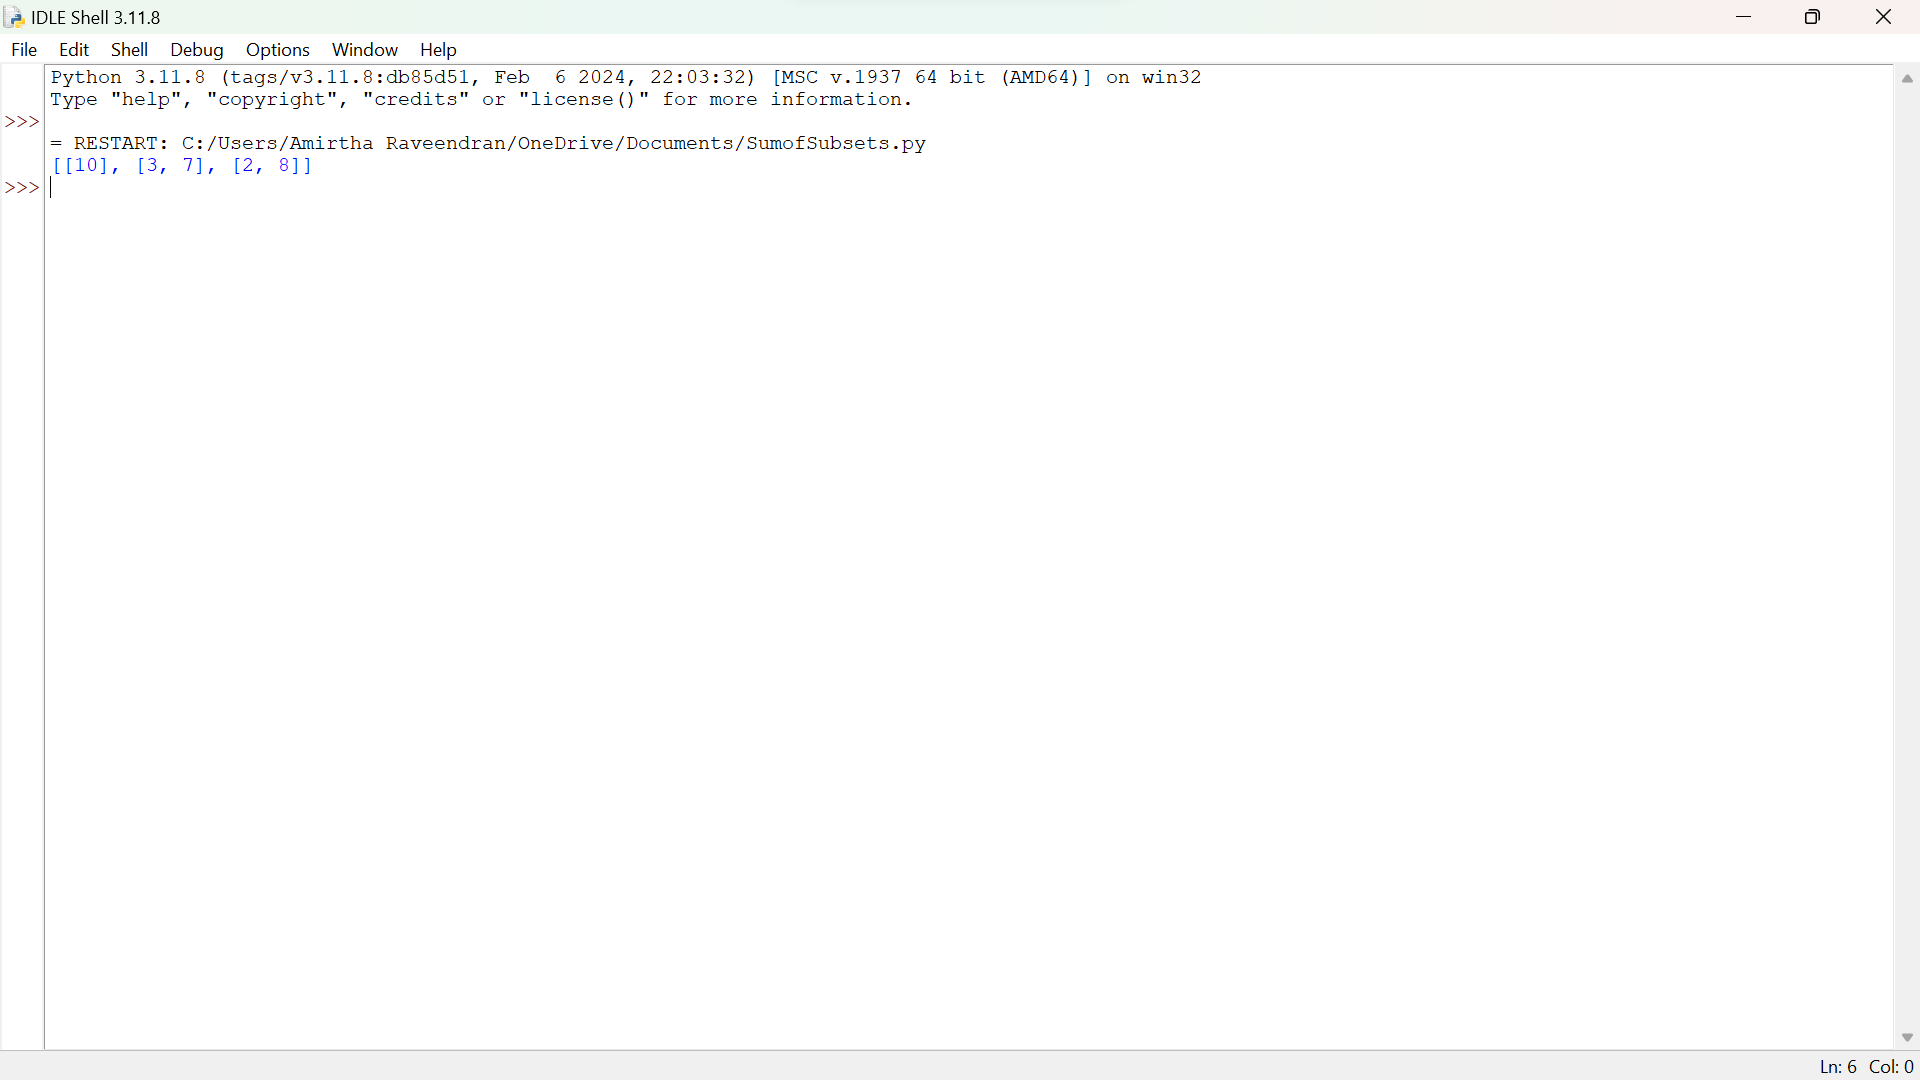 IDLE Shell 3.11.8
File Edit Shell Debug Options Window Help
Python 3.11.8 (tags/v3.11.8:db85d51, Feb  6 2024, 22:03:32) [MSC v.1937 64 bit (AMD64)] on win32
Type "help", "copyright", "credits" or "license()" for more information.
>>>
= RESTART: C:/Users/Amirtha Raveendran/OneDrive/Documents/SumofSubsets.py
[[10], [3, 7], [2, 8]]
>>>
Ln: 6 Col: 0